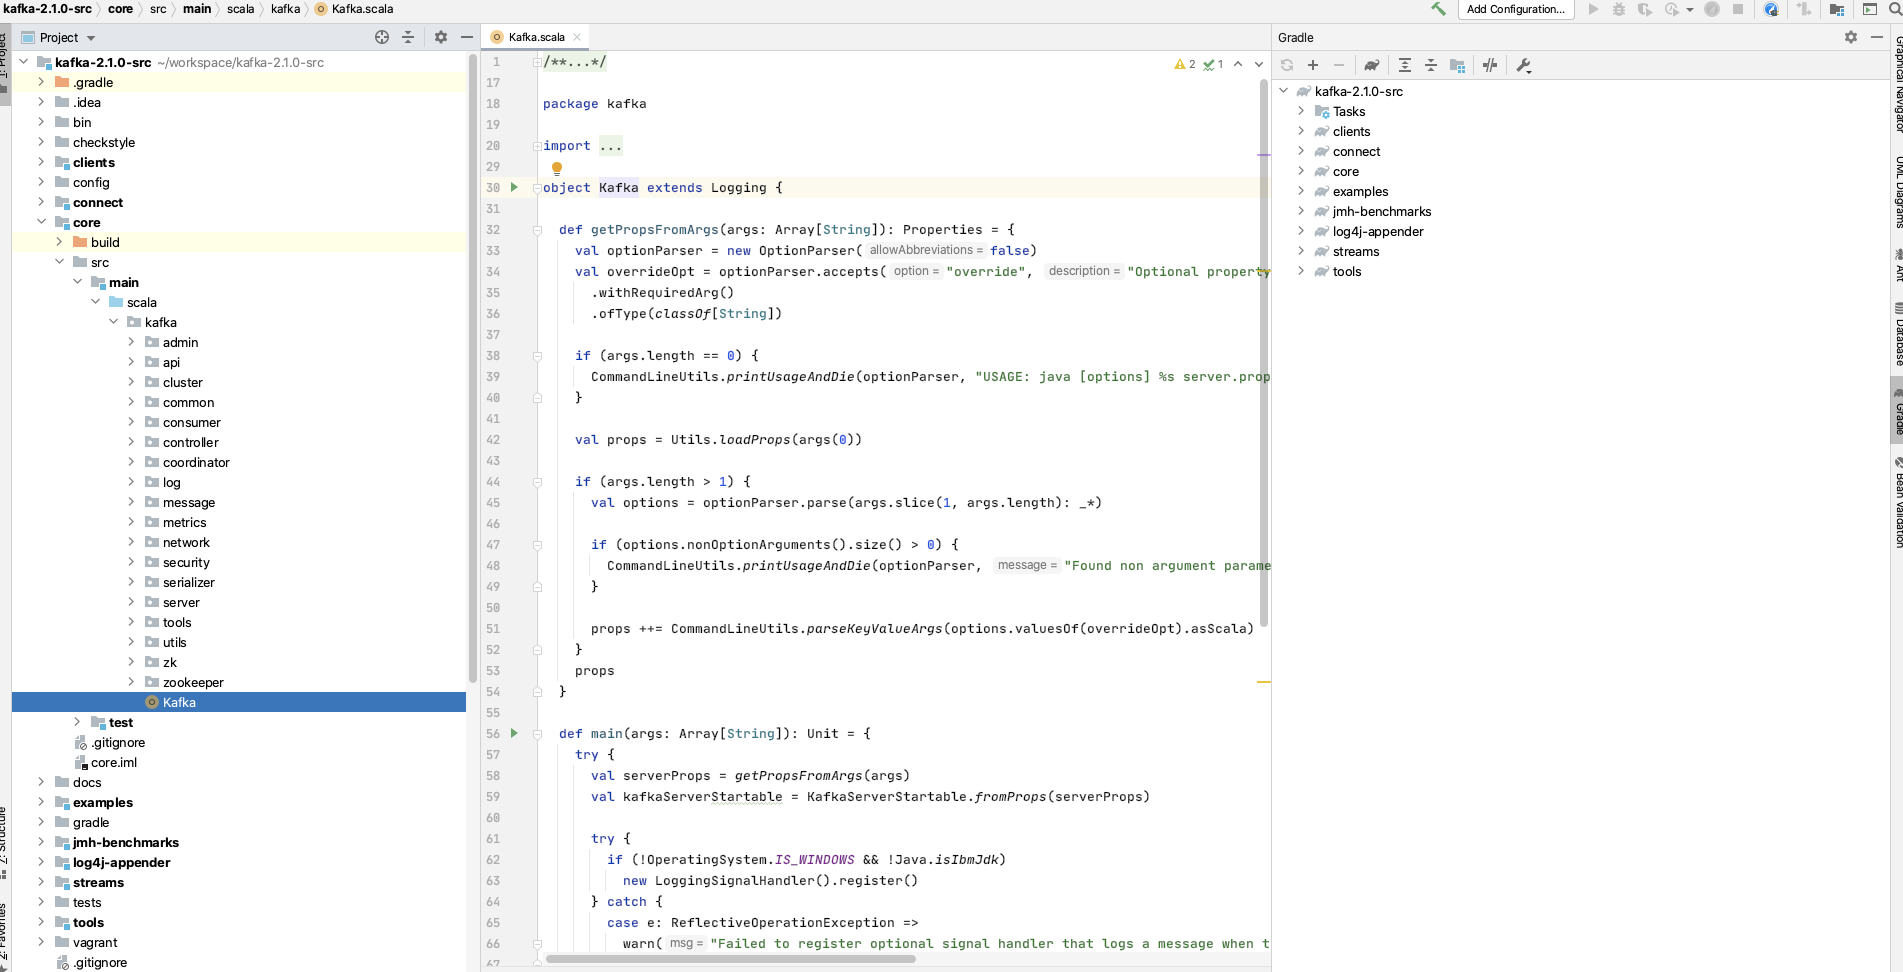 kafka-2.1.0-src 〉 core 〉 src 〉 main 〉 scala 〉 kafka 〉 Kafka.scala
Add Configuration...
Project
kafka-2.1.0-src ~/workspace/kafka-2.1.0-src
.gradle
.idea
bin
checkstyle
clients
config
connect
core
build
src
main
scala
kafka
admin
api
cluster
common
consumer
controller
coordinator
log
message
metrics
network
security
serializer
server
tools
utils
zk
zookeeper
Kafka
test
.gitignore
core.iml
docs
examples
gradle
jmh-benchmarks
log4j-appender
streams
tests
tools
vagrant
.gitignore
1: Project
Z: Structure
2: Favorites
Kafka.scala
2 1
1 /**...*/
17
18 package kafka
19
20 import ...
29
30 object Kafka extends Logging {
31
32 def getPropsFromArgs(args: Array[String]): Properties = {
33 val optionParser = new OptionParser( allowAbbreviations = false)
34 val overrideOpt = optionParser.accepts( option = "override", description = "Optional property
35 .withRequiredArg()
36 .ofType(classOf[String])
37
38 if (args.length == 0) {
39 CommandLineUtils.printUsageAndDie(optionParser, "USAGE: java [options] %s server.prop
40 }
41
42 val props = Utils.loadProps(args(0))
43
44 if (args.length > 1) {
45 val options = optionParser.parse(args.slice(1, args.length): _*)
46
47 if (options.nonOptionArguments().size() > 0) {
48 CommandLineUtils.printUsageAndDie(optionParser, message = "Found non argument parame
49 }
50
51 props ++= CommandLineUtils.parseKeyValueArgs(options.valuesOf(overrideOpt).asScala)
52 }
53 props
54 }
55
56 def main(args: Array[String]): Unit = {
57 try {
58 val serverProps = getPropsFromArgs(args)
59 val kafkaServerStartable = KafkaServerStartable.fromProps(serverProps)
60
61 try {
62 if (!OperatingSystem.IS_WINDOWS && !Java.isIbmJdk)
63 new LoggingSignalHandler().register()
64 } catch {
65 case e: ReflectiveOperationException =>
66 warn( msg = "Failed to register optional signal handler that logs a message when t
67
Gradle
kafka-2.1.0-src
Tasks
clients
connect
core
examples
jmh-benchmarks
log4j-appender
streams
tools
Graphical Navigator
UML Diagrams
Ant
Database
Gradle
Bean Validation